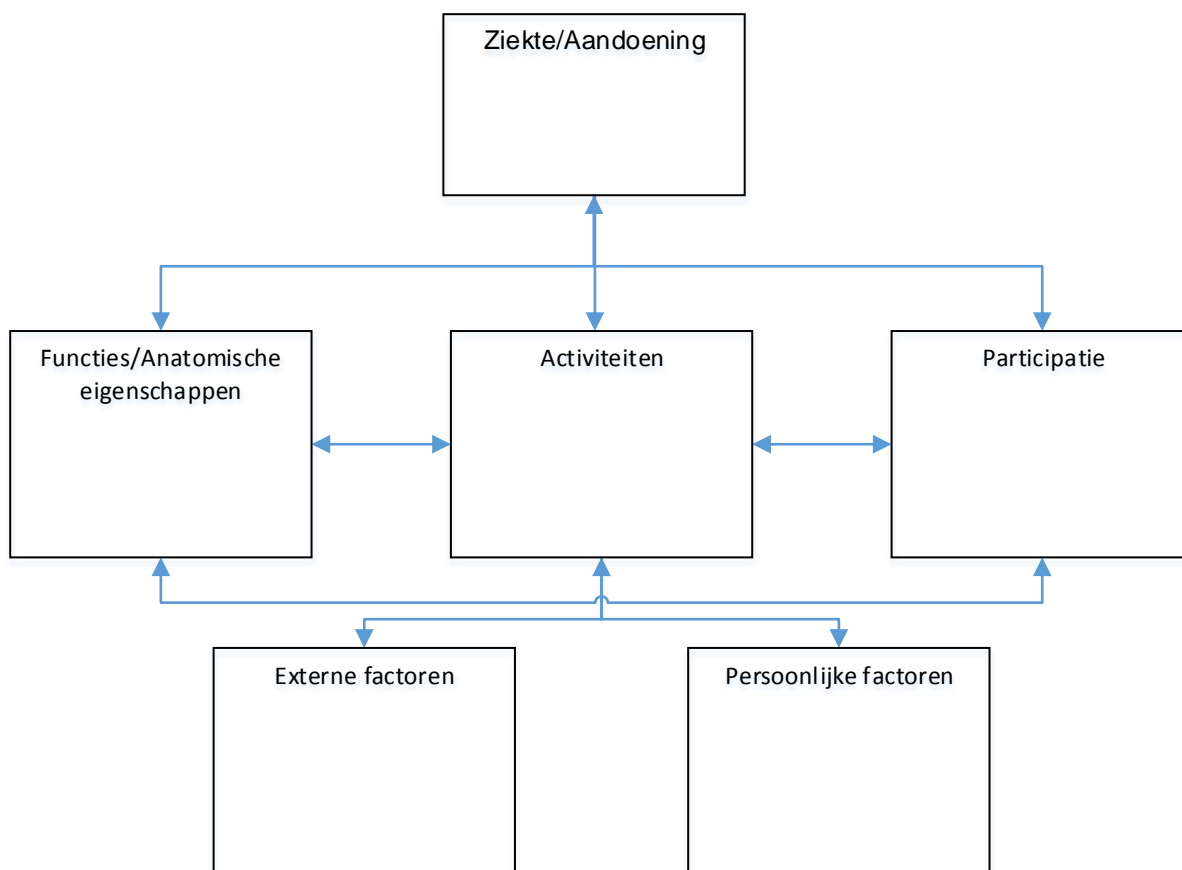 Ziekte/Aandoening
Functies/Anatomische
eigenschappen
Activiteiten
Participatie
Externe factoren
Persoonlijke factoren